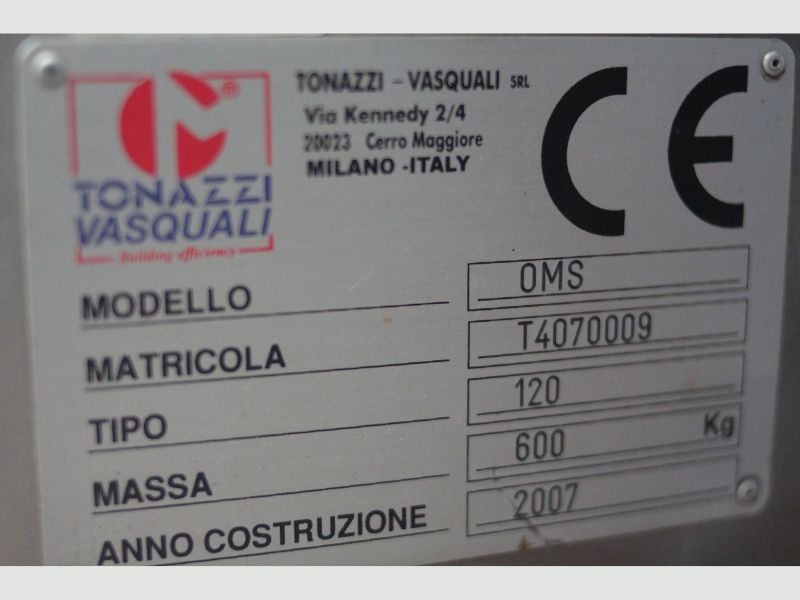 TONAZZI
VASQUALI
Building efficiency
®
TONAZZI - VASQUALI SRL
Via Kennedy 2/4
20023 Cerro Maggiore
MILANO -ITALY
CE
MODELLO OMS
MATRICOLA T4070009
TIPO 120
MASSA 600 Kg
ANNO COSTRUZIONE 2007